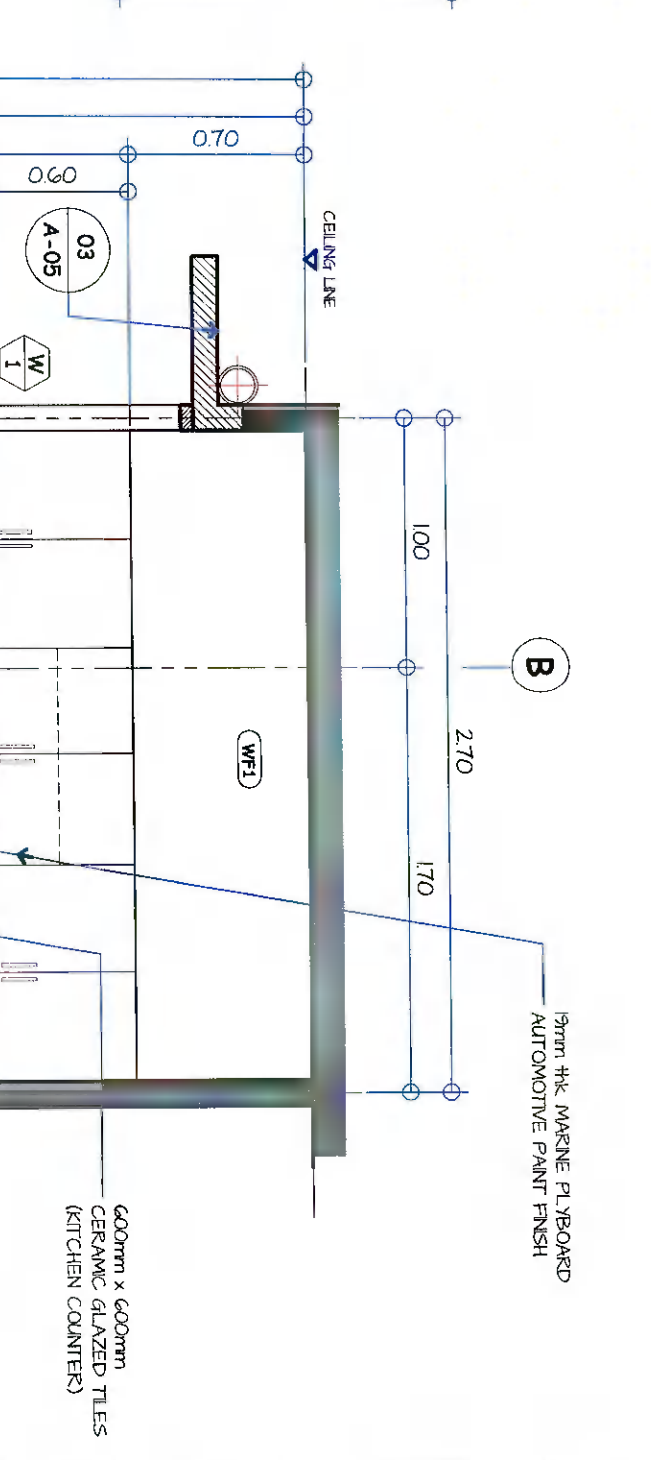 0.70
0.60
03
A-05
CEILING LINE
W
1
1.00
B
2.70
WF1
1.70
19mm thk MARINE PLYBOARD
AUTOMOTIVE PAINT FINISH
600mm x 600mm
CERAMIC GLAZED TILES
(KITCHEN COUNTER)